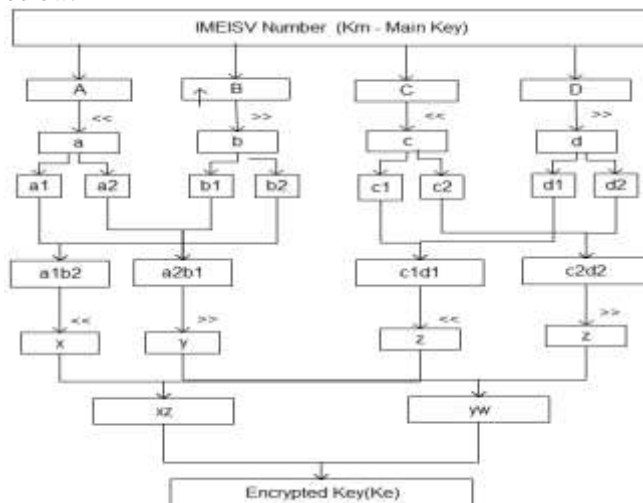 IMEISV Number (Km - Main Key)
A B C D
<< >> << >>
a b c d
a1 a2 b1 b2 c1 c2 d1 d2
a1b2 a2b1 c1d1 c2d2
<< >> << >>
x y z z
xz yw
Encrypted Key(Ke)